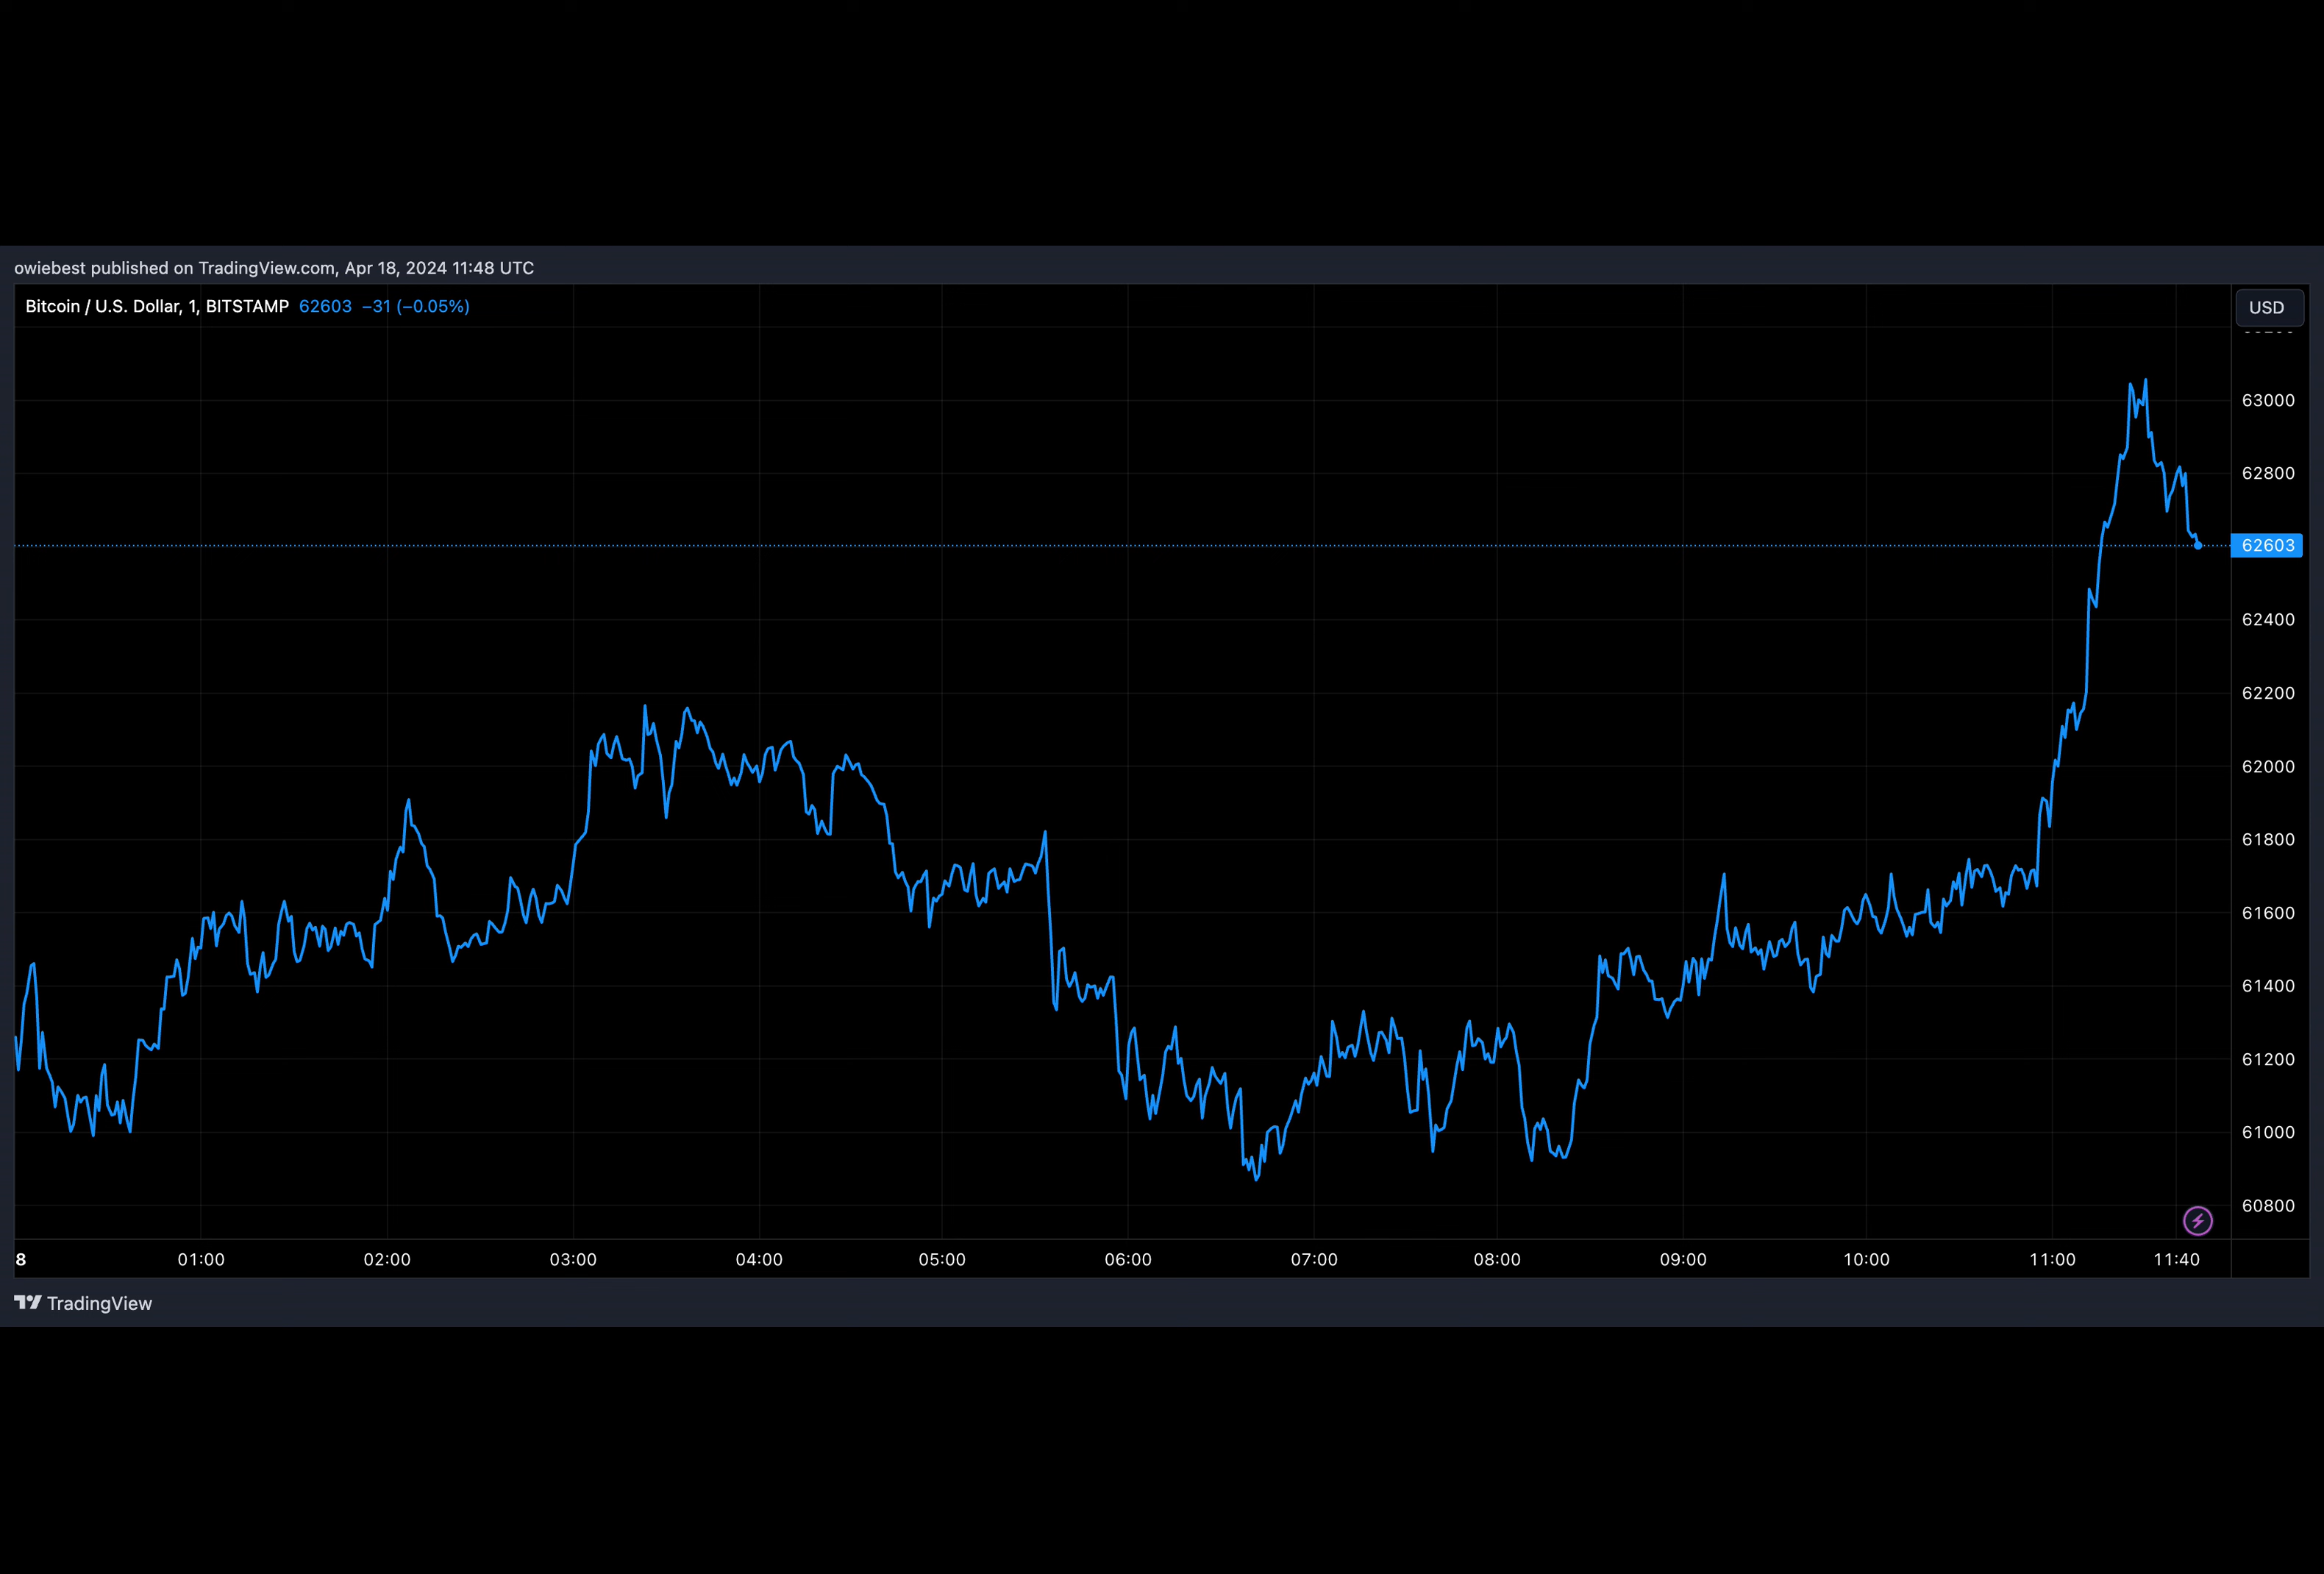 owiebest published on TradingView.com, Apr 18, 2024 11:48 UTC
Bitcoin / U.S. Dollar, 1, BITSTAMP 62603 −31 (−0.05%)
USD
63000
62800
62603
62400
62200
62000
61800
61600
61400
61200
61000
60800
8 01:00 02:00 03:00 04:00 05:00 06:00 07:00 08:00 09:00 10:00 11:00 11:40
TradingView